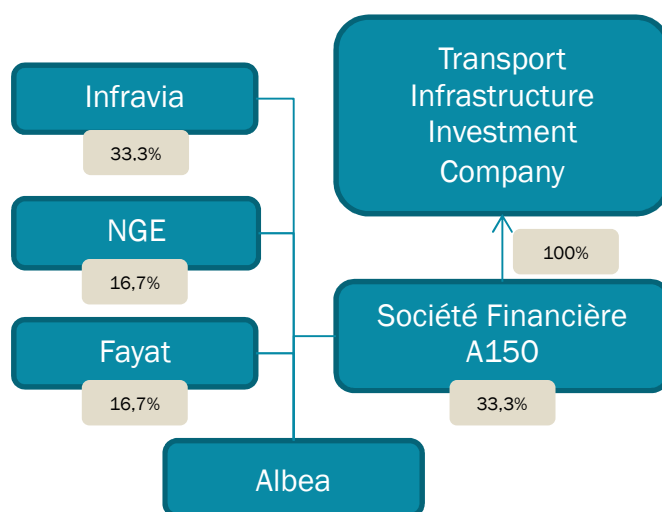 Infravia
33,3%
NGE
16,7%
Fayat
16,7%
Transport
Infrastructure
Investment
Company
100%
Société Financière
A150
33,3%
Albea